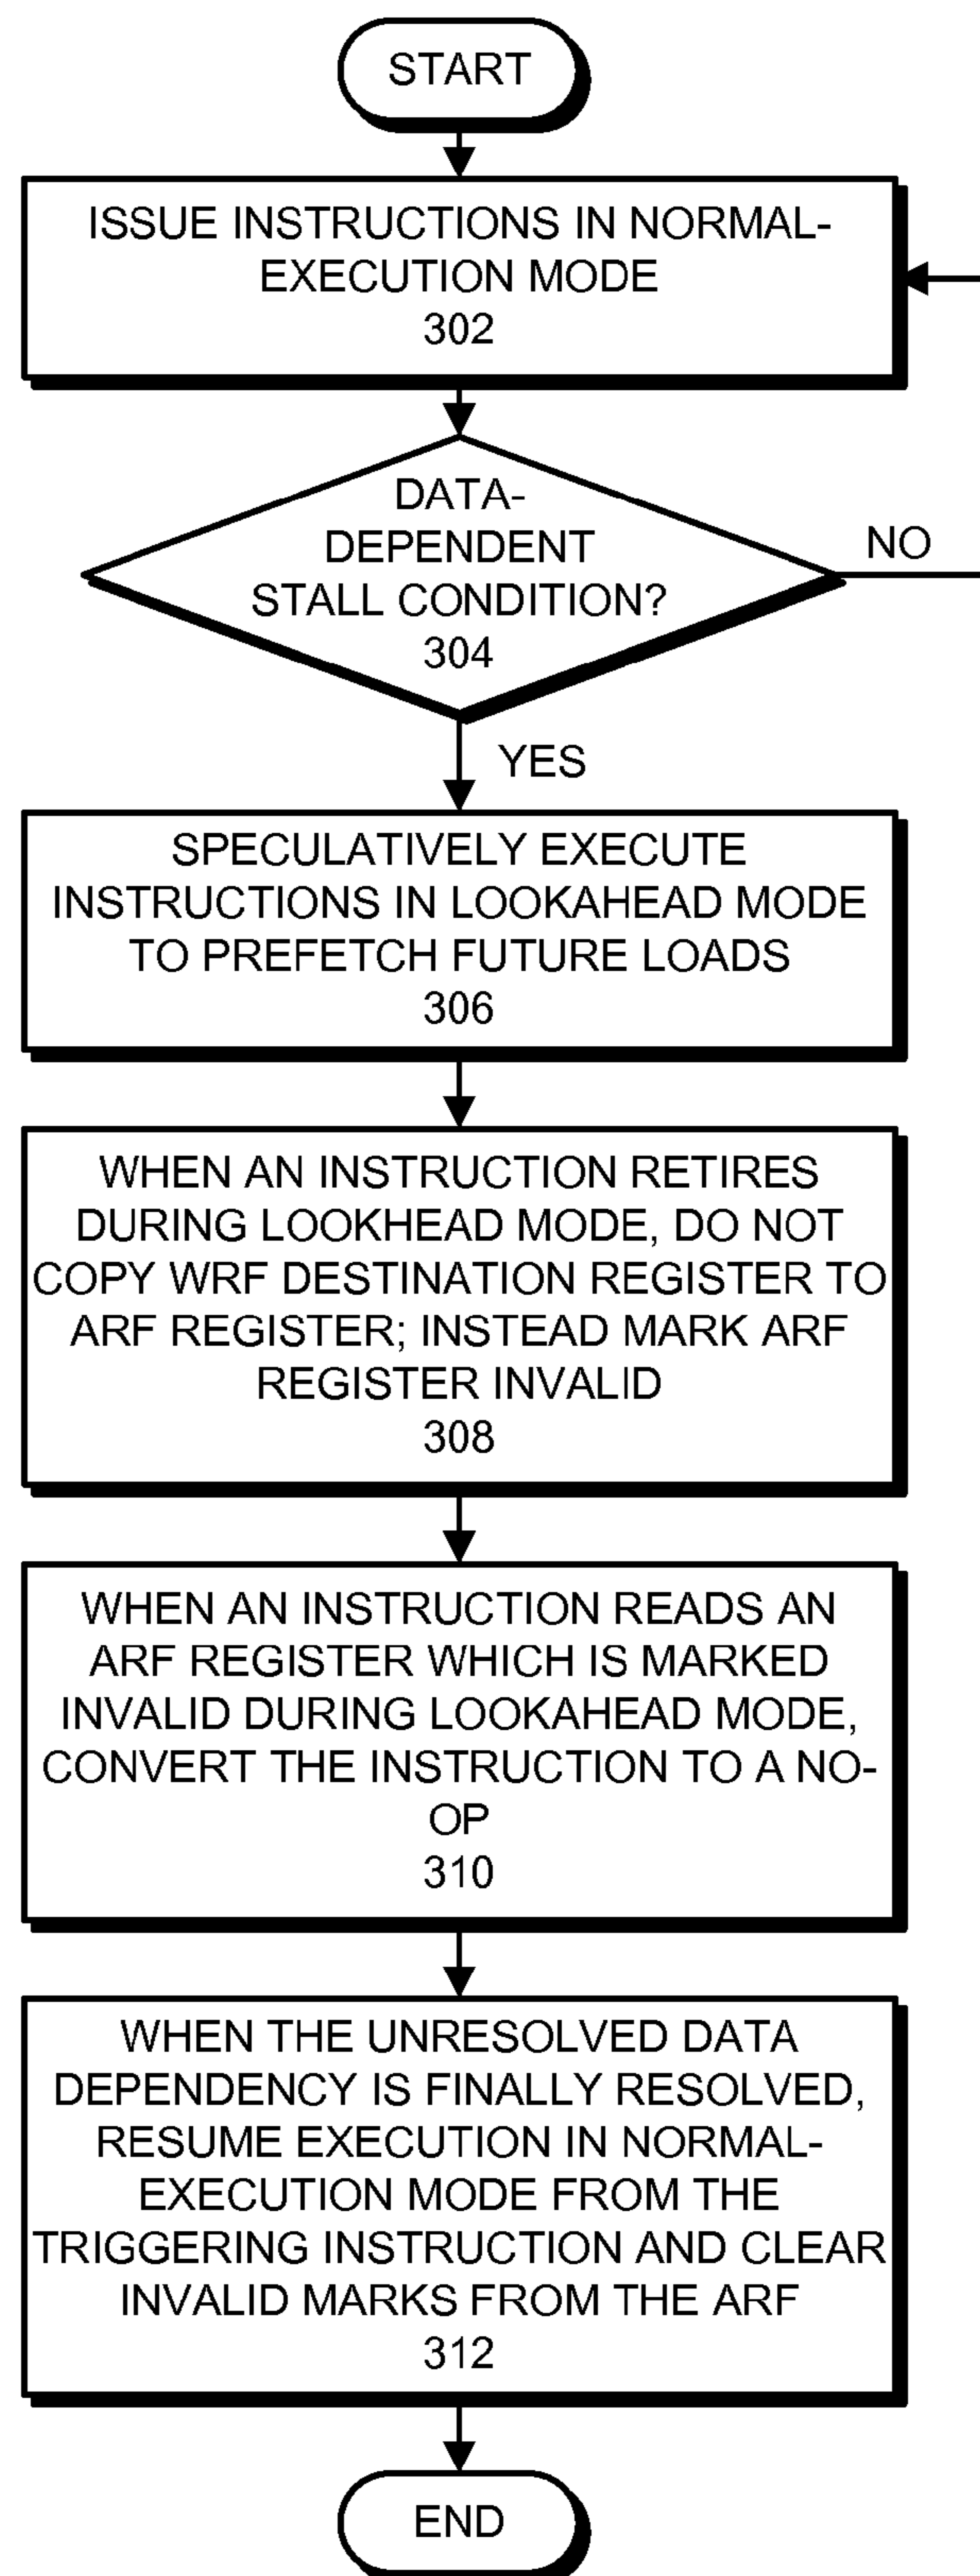 START
ISSUE INSTRUCTIONS IN NORMAL-
EXECUTION MODE
302
DATA-
DEPENDENT
STALL CONDITION?
304
NO
YES
SPECULATIVELY EXECUTE
INSTRUCTIONS IN LOOKAHEAD MODE
TO PREFETCH FUTURE LOADS
306
WHEN AN INSTRUCTION RETIRES
DURING LOOKHEAD MODE, DO NOT
COPY WRF DESTINATION REGISTER TO
ARF REGISTER; INSTEAD MARK ARF
REGISTER INVALID
308
WHEN AN INSTRUCTION READS AN
ARF REGISTER WHICH IS MARKED
INVALID DURING LOOKAHEAD MODE,
CONVERT THE INSTRUCTION TO A NO-
OP
310
WHEN THE UNRESOLVED DATA
DEPENDENCY IS FINALLY RESOLVED,
RESUME EXECUTION IN NORMAL-
EXECUTION MODE FROM THE
TRIGGERING INSTRUCTION AND CLEAR
INVALID MARKS FROM THE ARF
312
END